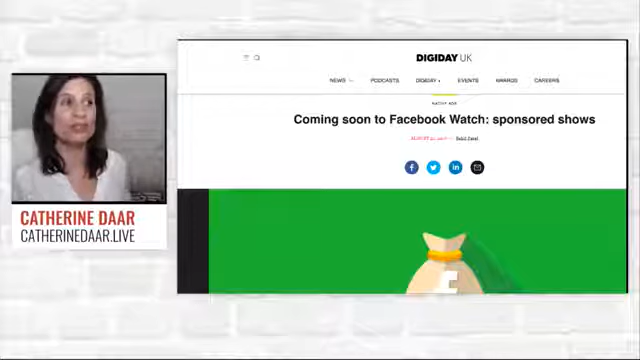 DIGIDAY UK
NEWS
PODCASTS
DIGIDAY+
EVENTS
AWARDS
CAREERS
Coming soon to Facebook Watch: sponsored shows
CATHERINE DAAR
CATHERINEDAAR.LIVE